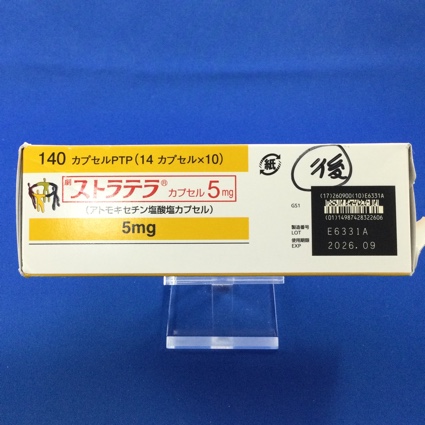 140 カプセルPTP(14 カプセル×10)
劇 ストラテラ® カプセル 5mg
(アトモキセチン塩酸塩カプセル)
5mg
紙
後
(17)260900(10)E6331A
GS1
(01)14987428322606
製造番号
LOT E6331A
使用期限
EXP 2026.09